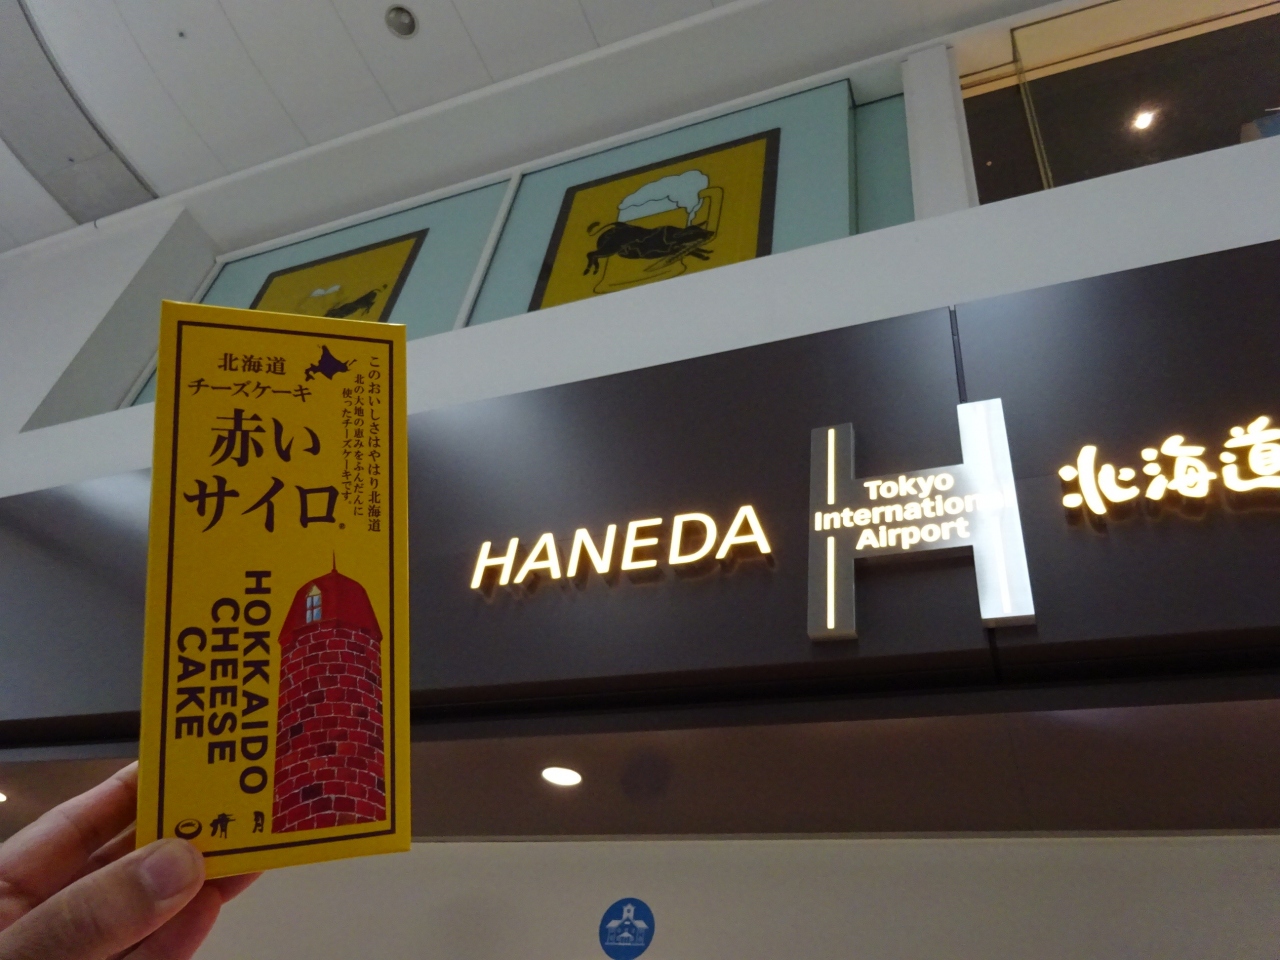 北海道
チーズケーキ
赤い
サイロ
このおいしさはやはり北海道
北の大地の恵みをふんだんに
使ったチーズケーキです。
HOKKAIDO
CHEESE
CAKE
HANEDA
H
Tokyo
International
Airport
北海道